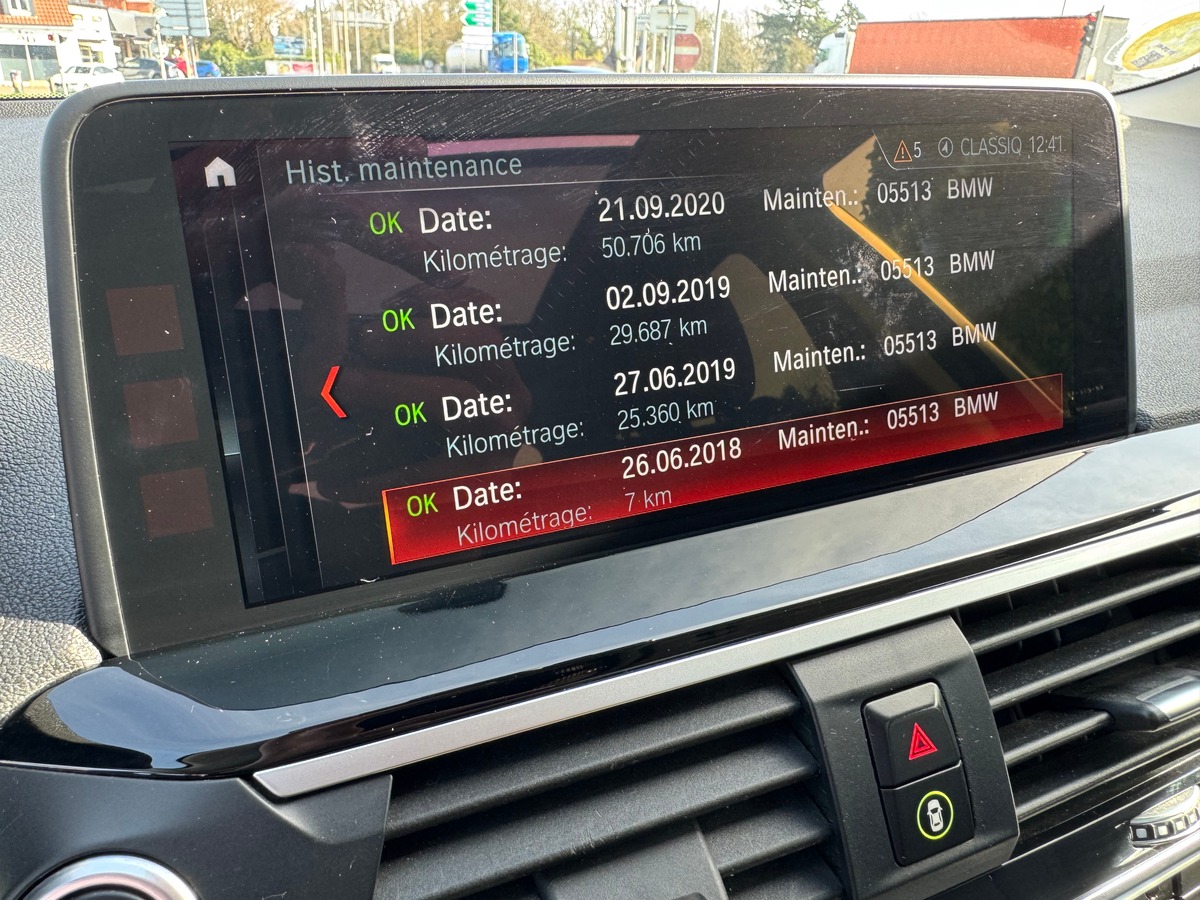 Hist. maintenance
5 CLASSIQ 12:41
OK Date: 21.09.2020 Mainten.: 05513 BMW
Kilométrage: 50.706 km
OK Date: 02.09.2019 Mainten.: 05513 BMW
Kilométrage: 29.687 km
OK Date: 27.06.2019 Mainten.: 05513 BMW
Kilométrage: 25.360 km
OK Date: 26.06.2018 Mainten.: 05513 BMW
Kilométrage: 7 km